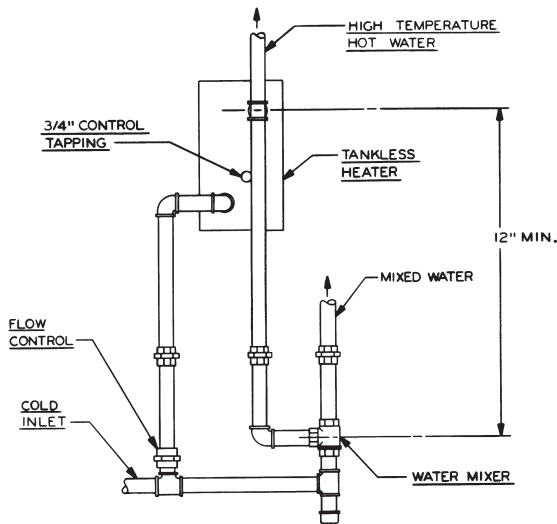 HIGH TEMPERATURE
HOT WATER
3/4" CONTROL
TAPPING
TANKLESS
HEATER
12" MIN.
MIXED WATER
FLOW
CONTROL
COLD
INLET
WATER MIXER